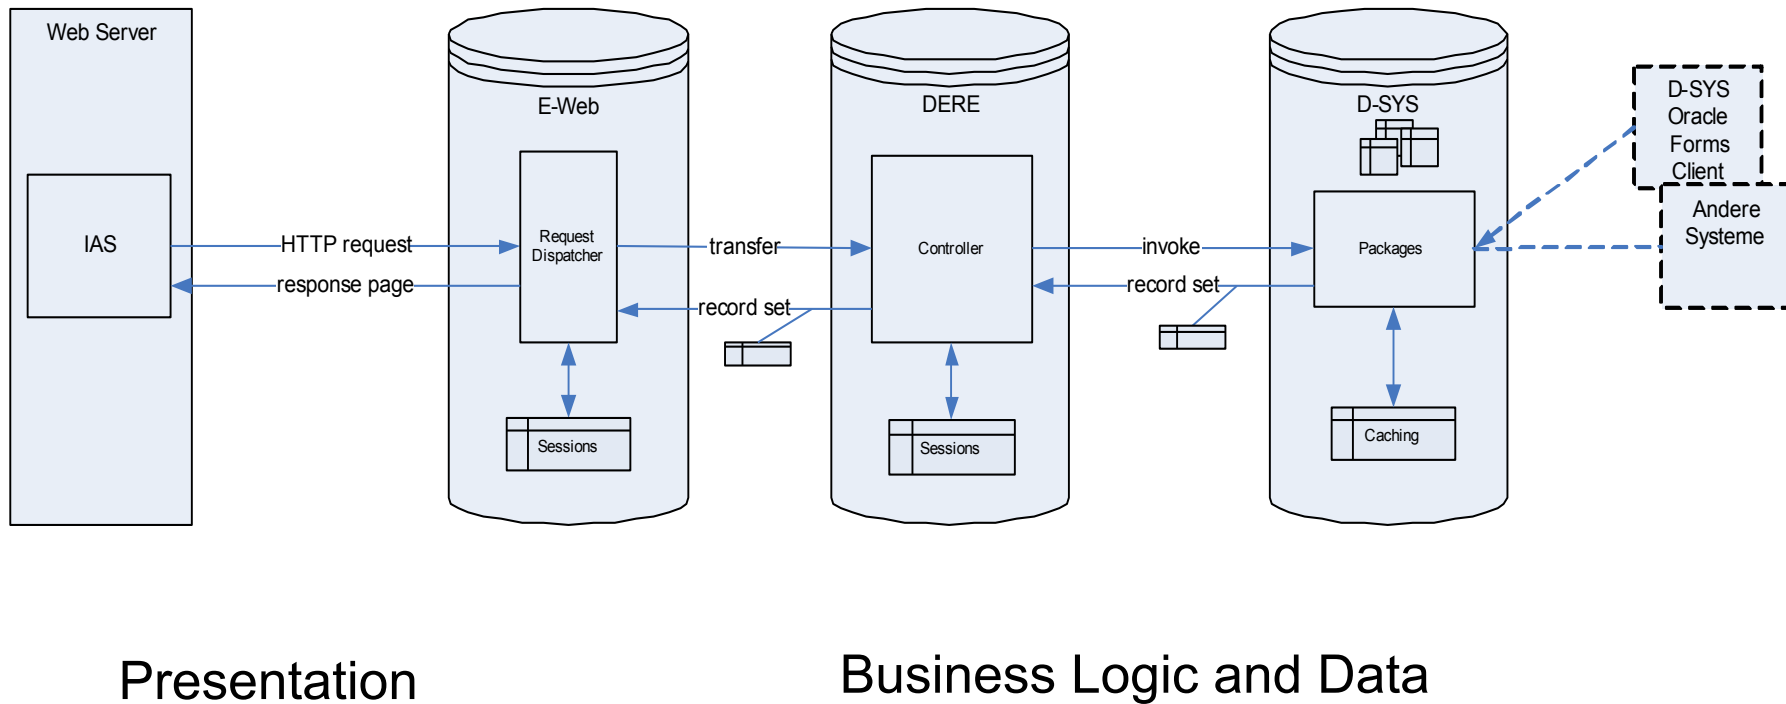 Web Server
IAS
HTTP request
response page
E-Web
Request
Dispatcher
Sessions
transfer
record set
DERE
Controller
Sessions
invoke
record set
D-SYS
Packages
Caching
D-SYS
Oracle
Forms
Client
Andere
Systeme
Presentation
Business Logic and Data